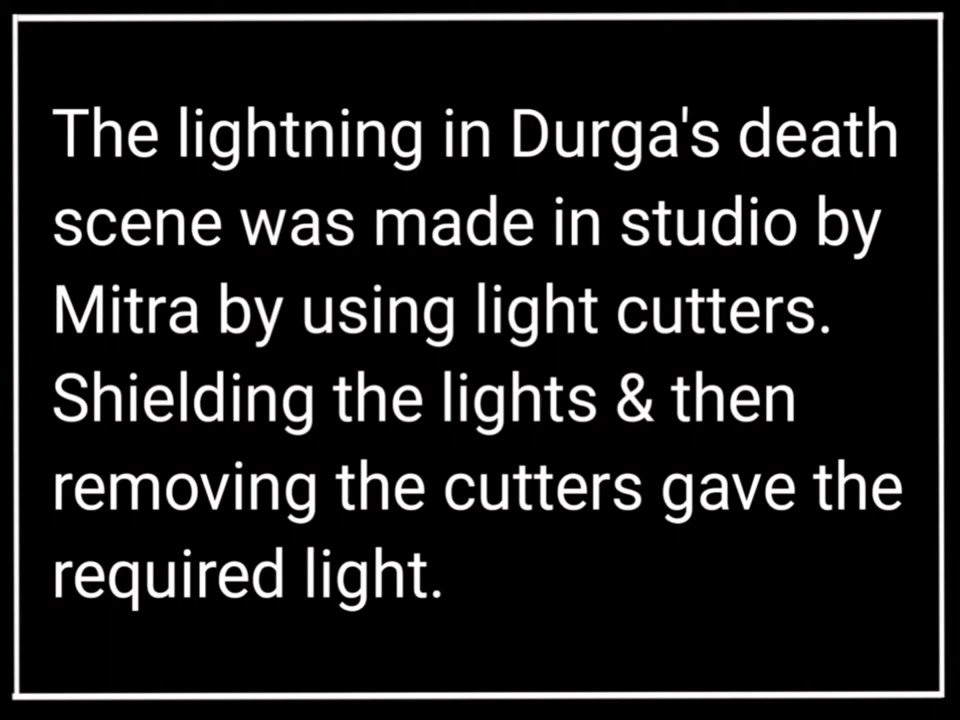 The lightning in Durga's death
scene was made in studio by
Mitra by using light cutters.
Shielding the lights & then
removing the cutters gave the
required light.